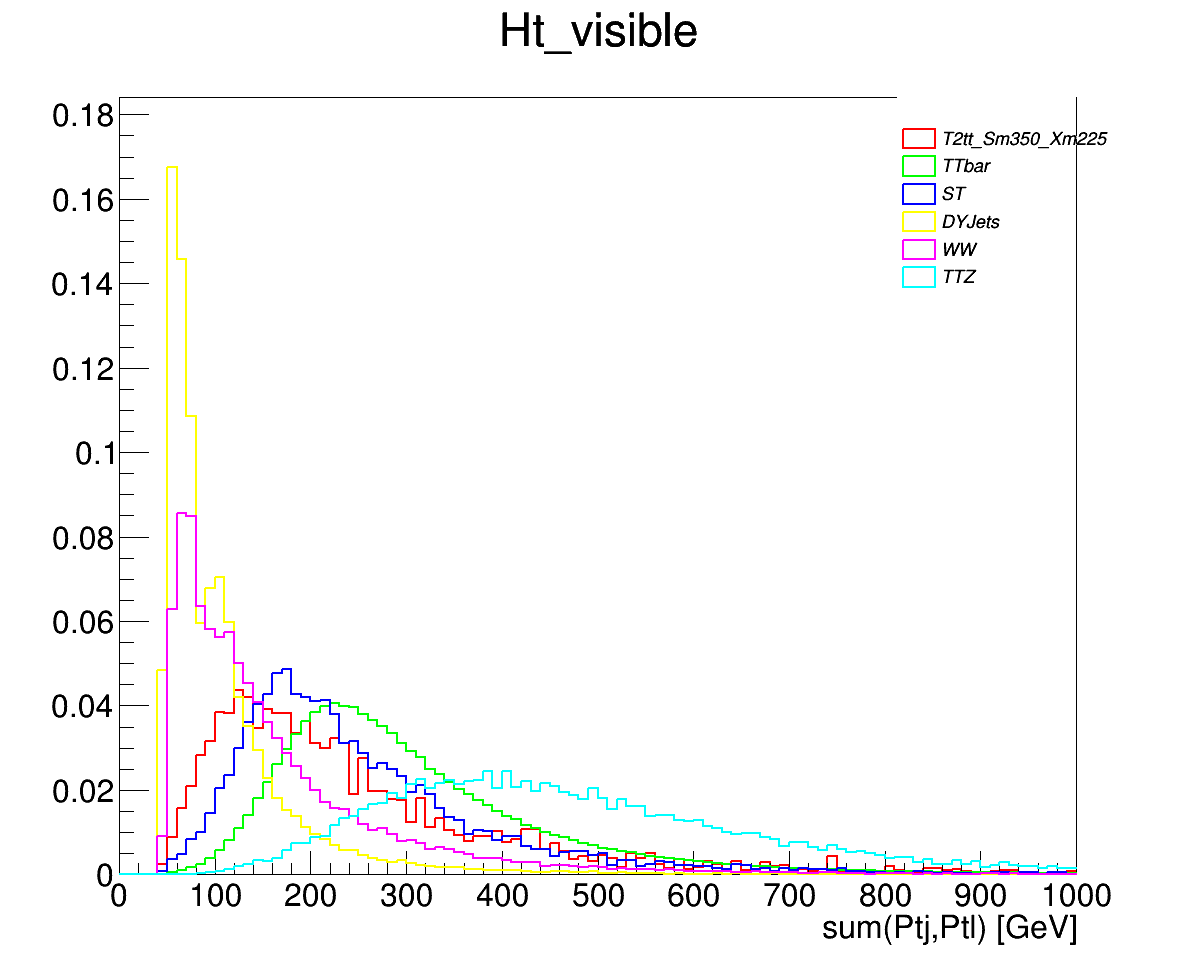 Ht_visible
0.18
0.16
0.14
0.12
0.1
0.08
0.06
0.04
0.02
0
T2tt_Sm350_Xm225
TTbar
ST
DYJets
WW
TTZ
0 100 200 300 400 500 600 700 800 900 1000
sum(Ptj,Ptl) [GeV]